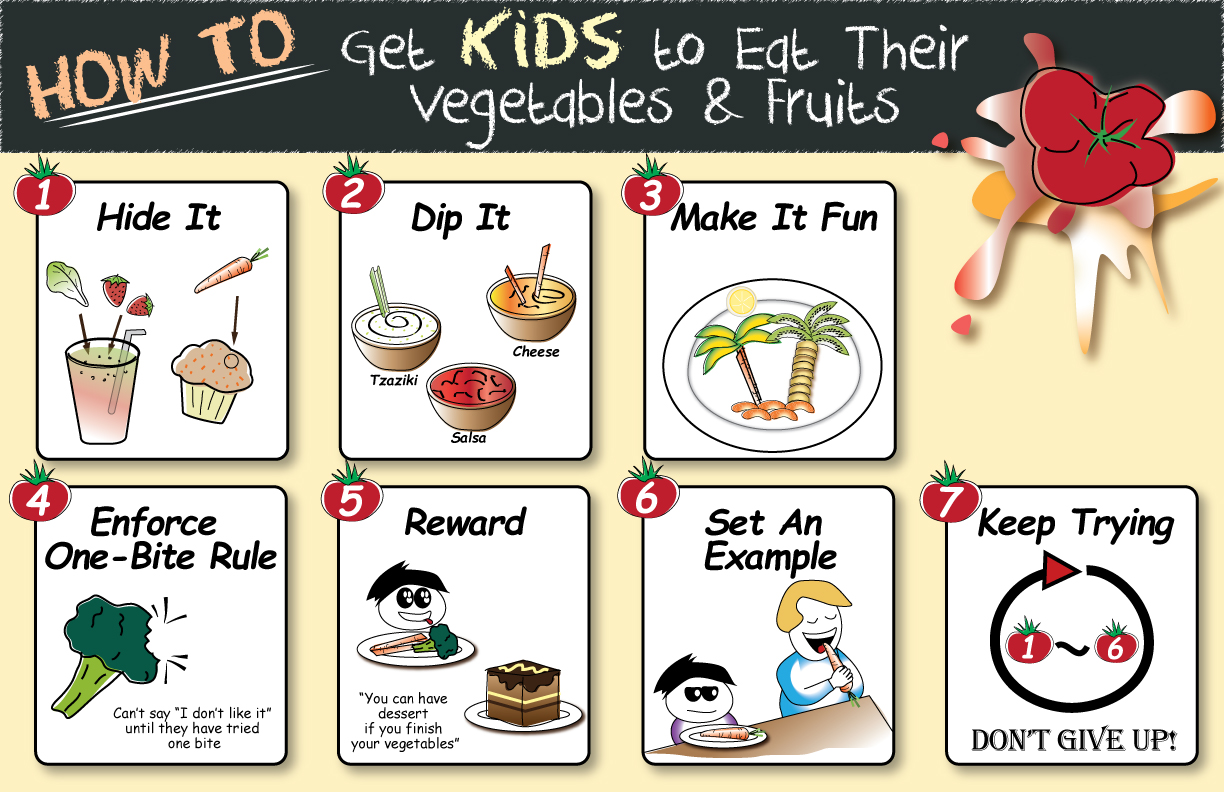 HOW TO
Get KiDS to Eat Their
Vegetables & Fruits
1
Hide It
2
Dip It
Cheese
Tzaziki
Salsa
3
Make It Fun
4
Enforce
One-Bite Rule
Can't say "I don't like it"
until they have tried
one bite
5
Reward
"You can have
dessert
if you finish
your vegetables"
6
Set An
Example
7
Keep Trying
1 ~ 6
DON'T GIVE UP!